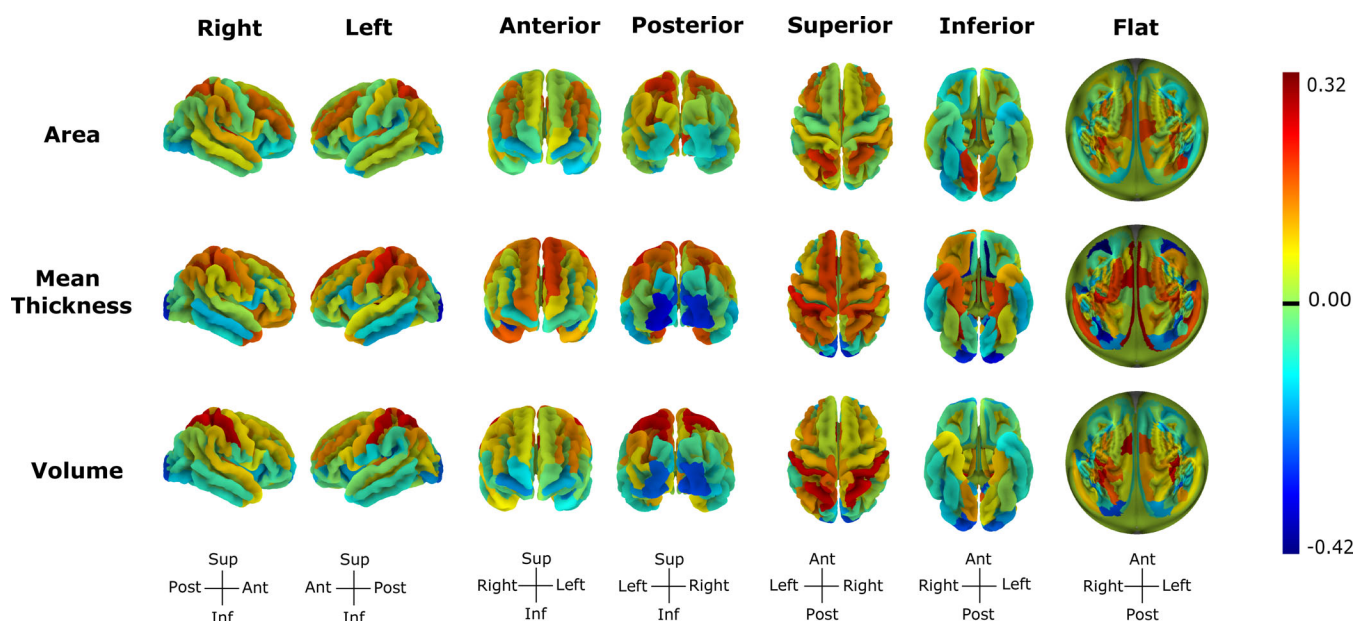 Right Left Anterior Posterior Superior Inferior Flat
Area
Mean
Thickness
Volume
0.32
0.00
-0.42
Sup Sup Sup Sup Ant Ant Ant
Post Ant Ant Post Right Left Left Right Left Right Right Left Right Left
Inf Inf Inf Inf Post Post Post